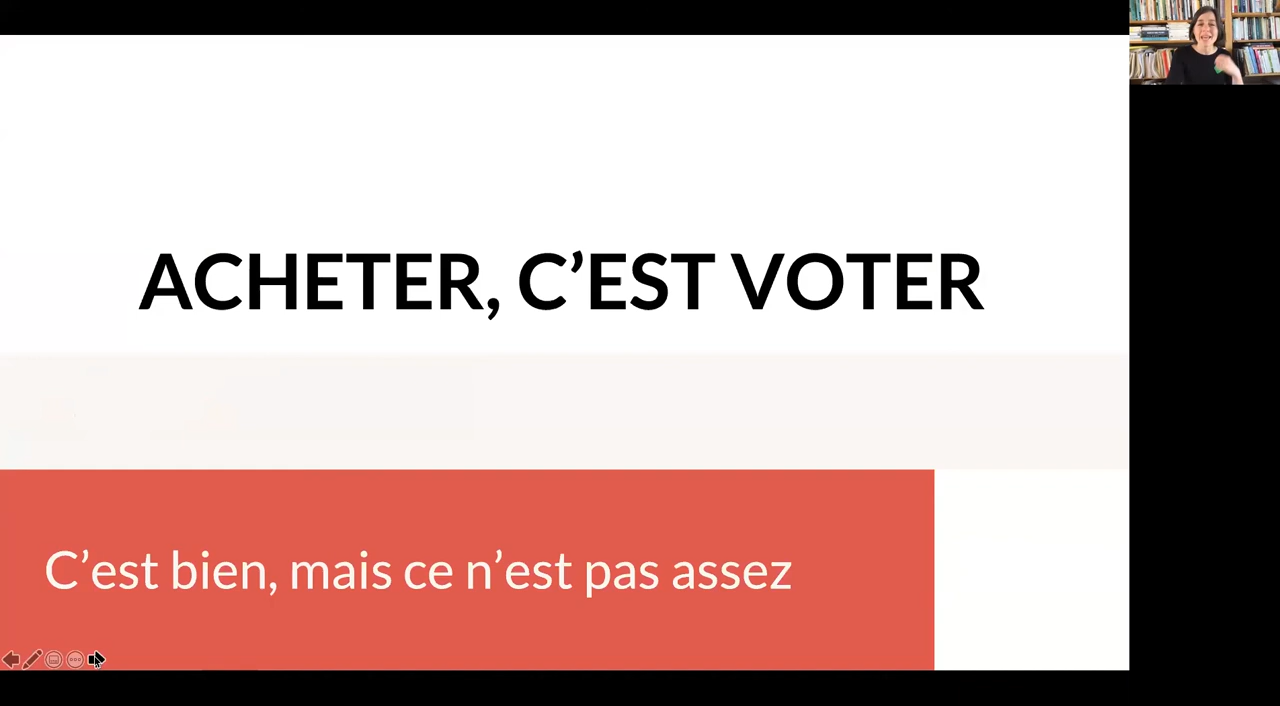 ACHETER, C’EST VOTER
C’est bien, mais ce n’est pas assez